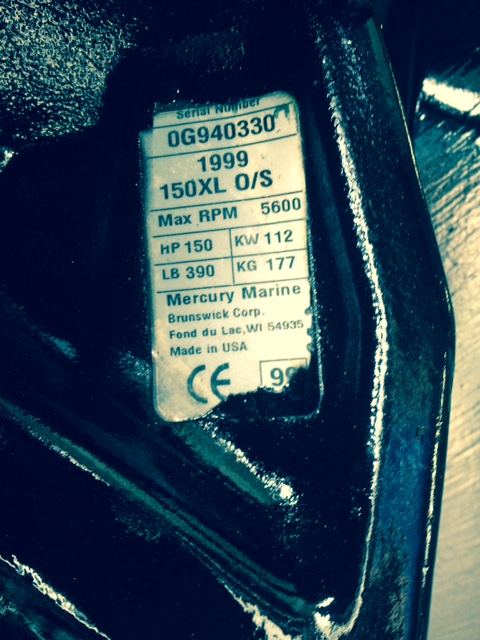 Serial Number
0G940330
1999
150XL O/S
Max RPM 5600
HP 150 KW 112
LB 390 KG 177
Mercury Marine
Brunswick Corp.
Fond du Lac, WI 54935
Made in USA
CE 99